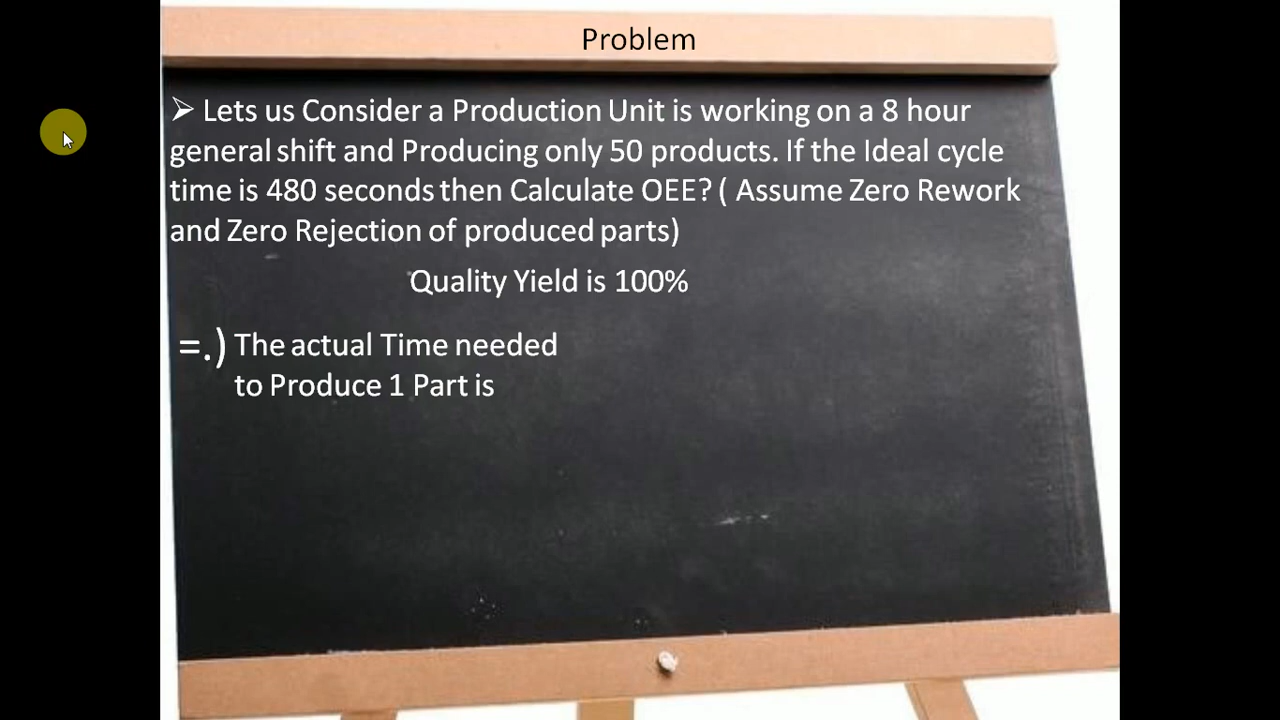 Problem
➢ Lets us Consider a Production Unit is working on a 8 hour
general shift and Producing only 50 products. If the Ideal cycle
time is 480 seconds then Calculate OEE? ( Assume Zero Rework
and Zero Rejection of produced parts)
Quality Yield is 100%
=.) The actual Time needed
to Produce 1 Part is